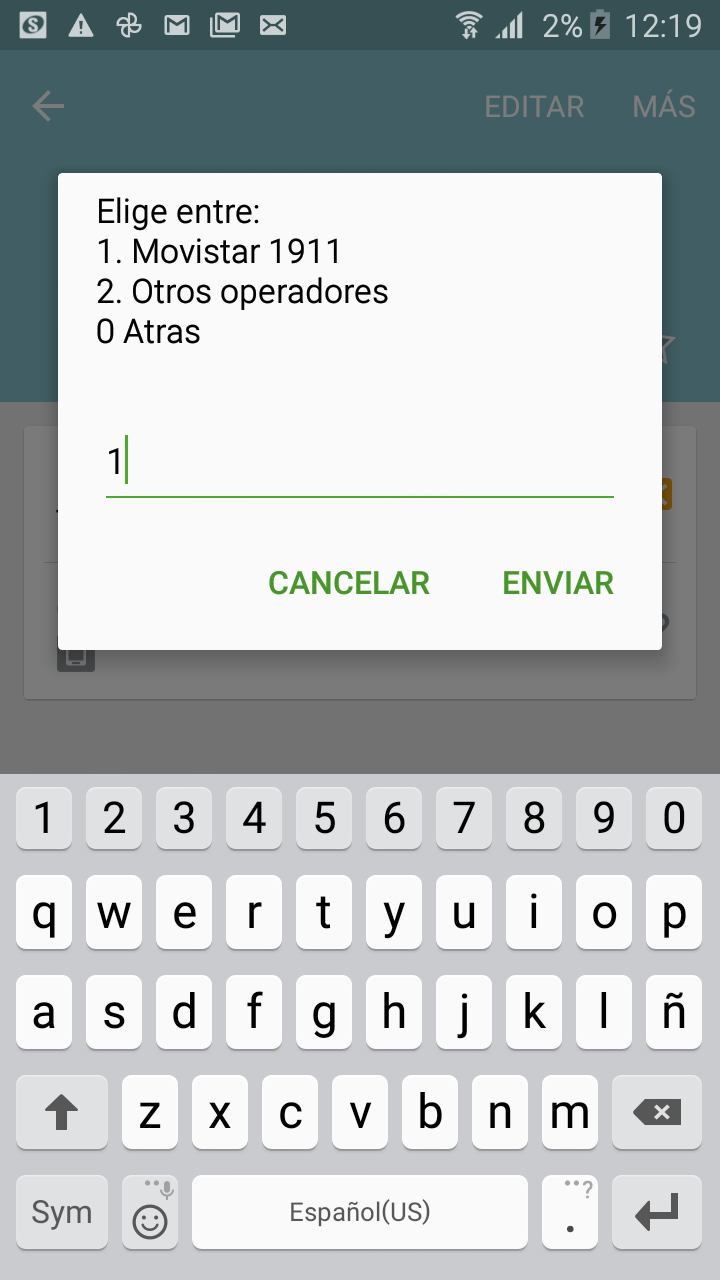 2% 12:19
EDITAR MÁS
Elige entre:
1. Movistar 1911
2. Otros operadores
0 Atras
1
CANCELAR ENVIAR
1 2 3 4 5 6 7 8 9 0
q w e r t y u i o p
a s d f g h j k l ñ
z x c v b n m
Sym Español(US) . ?